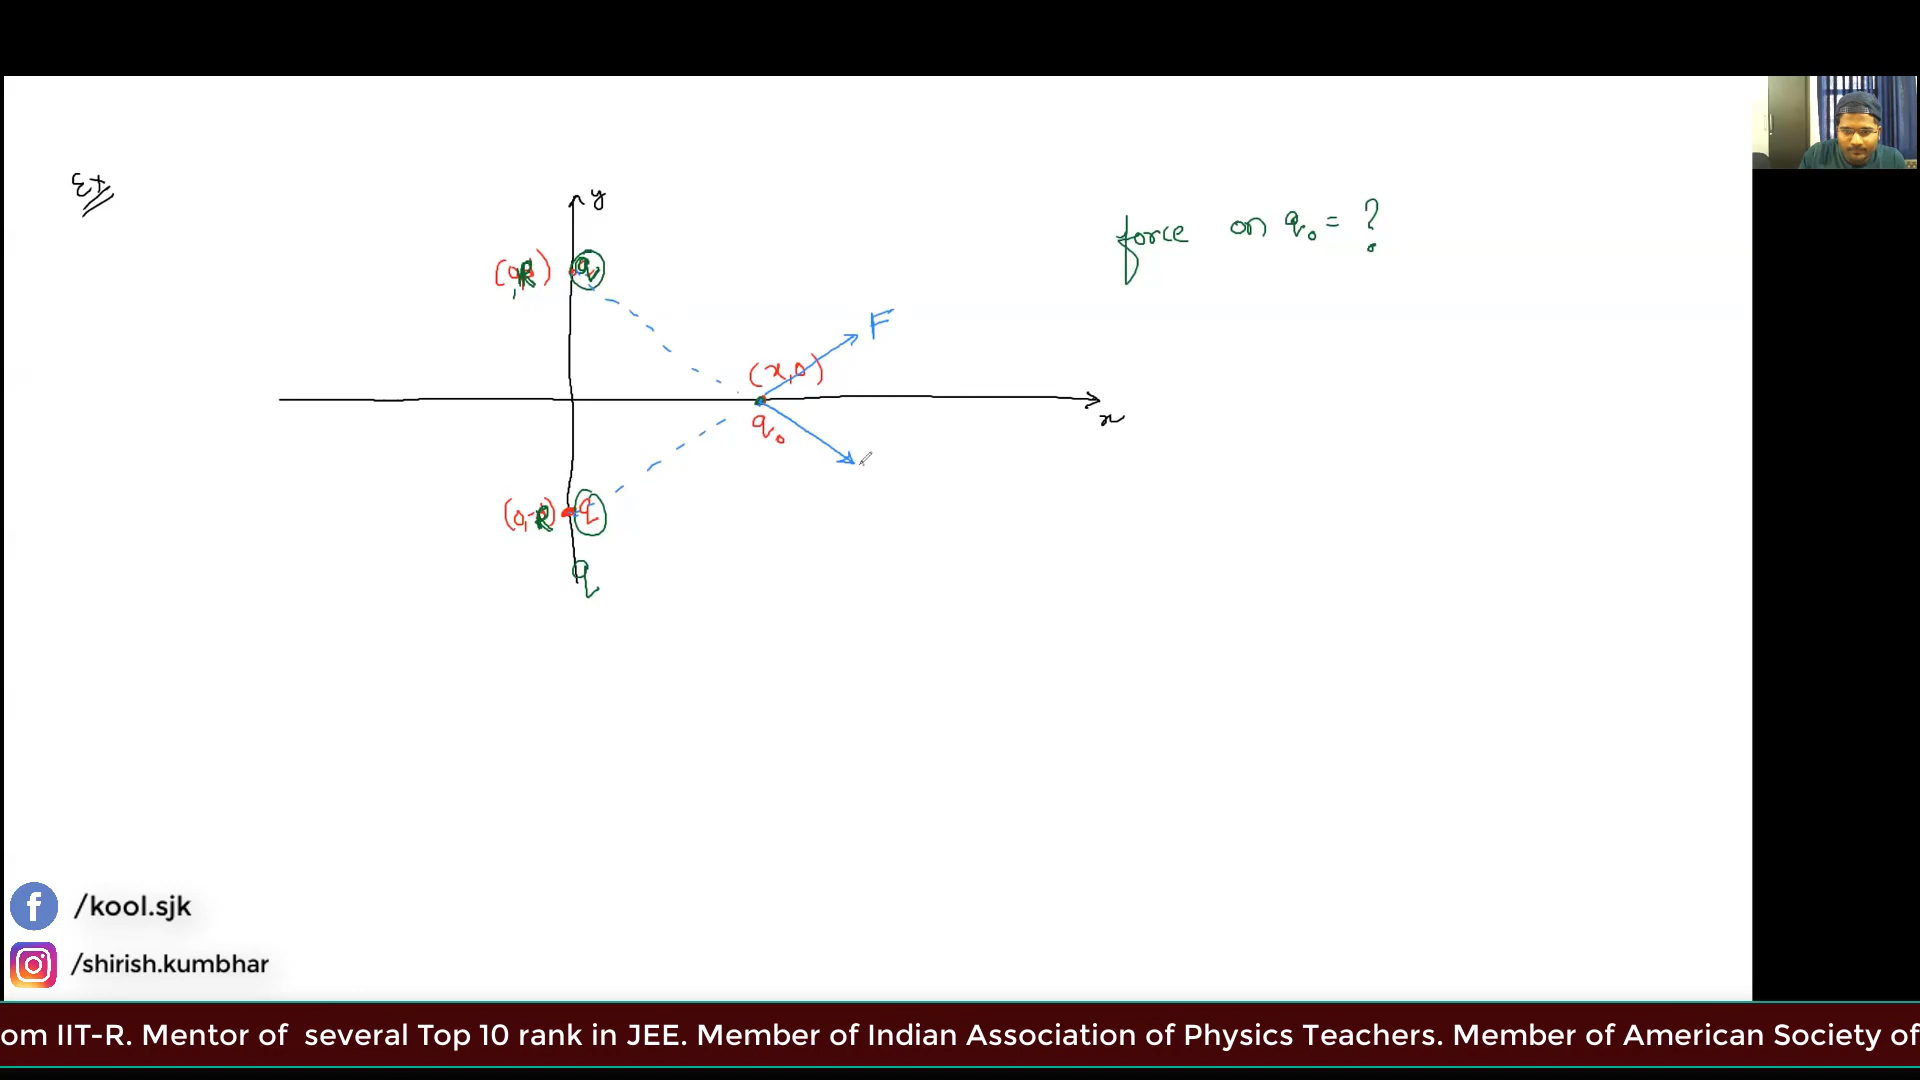 Ex
y
force on q₀ = ?
(0,R) q
F
(x,0)
x
q₀
(0,-R) q
q
/kool.sjk
/shirish.kumbhar
om IIT-R. Mentor of several Top 10 rank in JEE. Member of Indian Association of Physics Teachers. Member of American Society of